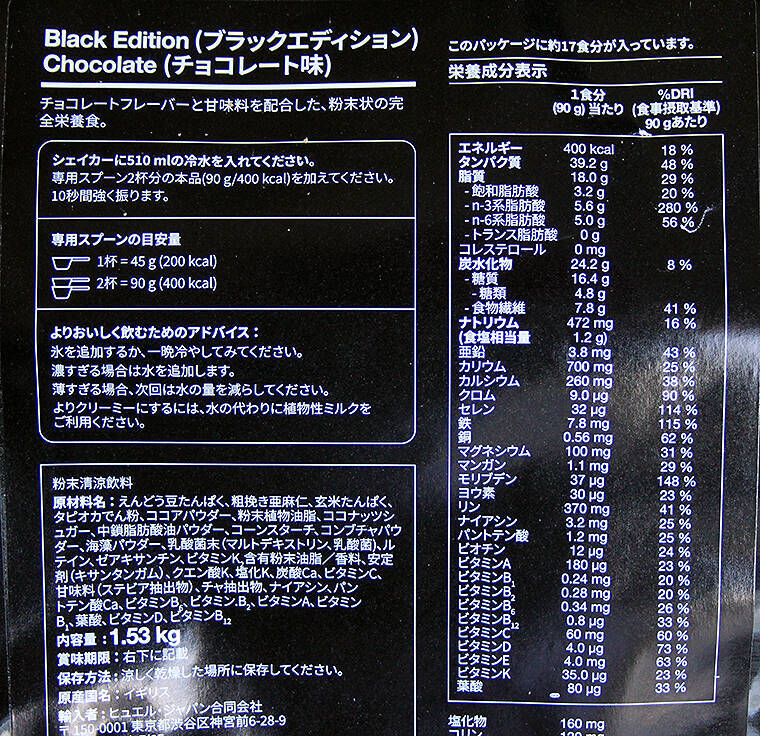 Black Edition (ブラックエディション)
Chocolate (チョコレート味)
チョコレートフレーバーと甘味料を配合した、粉末状の完
全栄養食。
シェイカーに510 mlの冷水を入れてください。
専用スプーン2杯分の本品(90 g/400 kcal)を加えてください。
10秒間強く振ります。
専用スプーンの目安量
1杯 = 45 g (200 kcal)
2杯 = 90 g (400 kcal)
よりおいしく飲むためのアドバイス：
氷を追加するか、一晩冷やしてみてください。
濃すぎる場合は水を追加します。
薄すぎる場合、次回は水の量を減らしてください。
よりクリーミーにするには、水の代わりに植物性ミルクを
ご利用ください。
粉末清涼飲料
原材料名：えんどう豆たんぱく、粗挽き亜麻仁、玄米たんぱく、
タピオカでん粉、ココアパウダー、粉末植物油脂、ココナッツシ
ュガー、中鎖脂肪酸油パウダー、コーンスターチ、コンブチャパウ
ダー、海藻パウダー、乳酸菌末（マルトデキストリン、乳酸菌）、ル
テイン、ゼアキサンチン、ビタミンK₂含有粉末油脂／香料、安定
剤（キサンタンガム）、クエン酸K、塩化K、炭酸Ca、ビタミンC、
甘味料（ステビア抽出物）、チャ抽出物、ナイアシン、パン
トテン酸Ca、ビタミンB₆、ビタミン.B₂、ビタミンA、ビタミン
B₁、葉酸、ビタミンD、ビタミンB₁₂
内容量：1.53 kg
賞味期限：右下に記載
保存方法：涼しく乾燥した場所に保存してください。
原産国名：イギリス
輸入者：ヒュエル・ジャパン合同会社
〒150-0001 東京都渋谷区神宮前6-28-9
このパッケージに約17食分が入っています。
栄養成分表示
1食分 %DRI
(90 g) 当たり (食事摂取基準)
90 gあたり
エネルギー 400 kcal 18 %
タンパク質 39.2 g 48 %
脂質 18.0 g 29 %
- 飽和脂肪酸 3.2 g 20 %
- n-3系脂肪酸 5.6 g 280 %
- n-6系脂肪酸 5.0 g 56 %
- トランス脂肪酸 0 g
コレステロール 0 mg
炭水化物 24.2 g 8 %
- 糖質 16.4 g
- 糖類 4.8 g
- 食物繊維 7.8 g 41 %
ナトリウム 472 mg 16 %
(食塩相当量 1.2 g)
亜鉛 3.8 mg 43 %
カリウム 700 mg 25 %
カルシウム 260 mg 38 %
クロム 9.0 µg 90 %
セレン 32 µg 114 %
鉄 7.8 mg 115 %
銅 0.56 mg 62 %
マグネシウム 100 mg 31 %
マンガン 1.1 mg 29 %
モリブデン 37 µg 148 %
ヨウ素 30 µg 23 %
リン 370 mg 41 %
ナイアシン 3.2 mg 25 %
パントテン酸 1.2 mg 25 %
ビオチン 12 µg 24 %
ビタミンA 180 µg 23 %
ビタミンB₁ 0.24 mg 20 %
ビタミンB₂ 0.28 mg 20 %
ビタミンB₆ 0.34 mg 26 %
ビタミンB₁₂ 0.8 µg 33 %
ビタミンC 60 mg 60 %
ビタミンD 4.0 µg 73 %
ビタミンE 4.0 mg 63 %
ビタミンK 35.0 µg 23 %
葉酸 80 µg 33 %
塩化物 160 mg
コリン